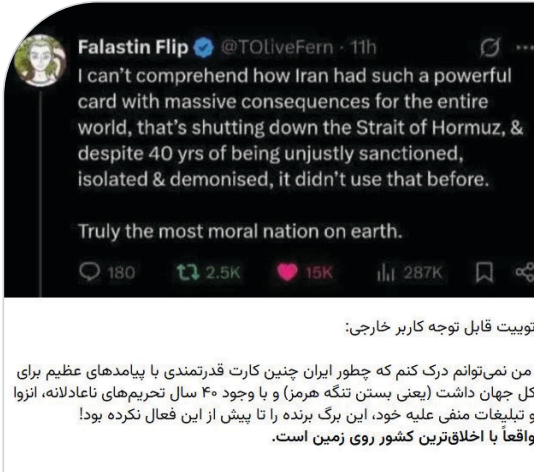 Falastin Flip @TOliveFern · 11h
I can't comprehend how Iran had such a powerful
card with massive consequences for the entire
world, that's shutting down the Strait of Hormuz, &
despite 40 yrs of being unjustly sanctioned,
isolated & demonised, it didn't use that before.
Truly the most moral nation on earth.
180 2.5K 15K 287K
توییت قابل توجه کاربر خارجی:
من نمی‌توانم درک کنم که چطور ایران چنین کارت قدرتمندی با پیامدهای عظیم برای
کل جهان داشت (یعنی بستن تنگه هرمز) و با وجود ۴۰ سال تحریم‌های ناعادلانه، انزوا
و تبلیغات منفی علیه خود، این برگ برنده را تا پیش از این فعال نکرده بود!
واقعاً با اخلاق‌ترین کشور روی زمین است.